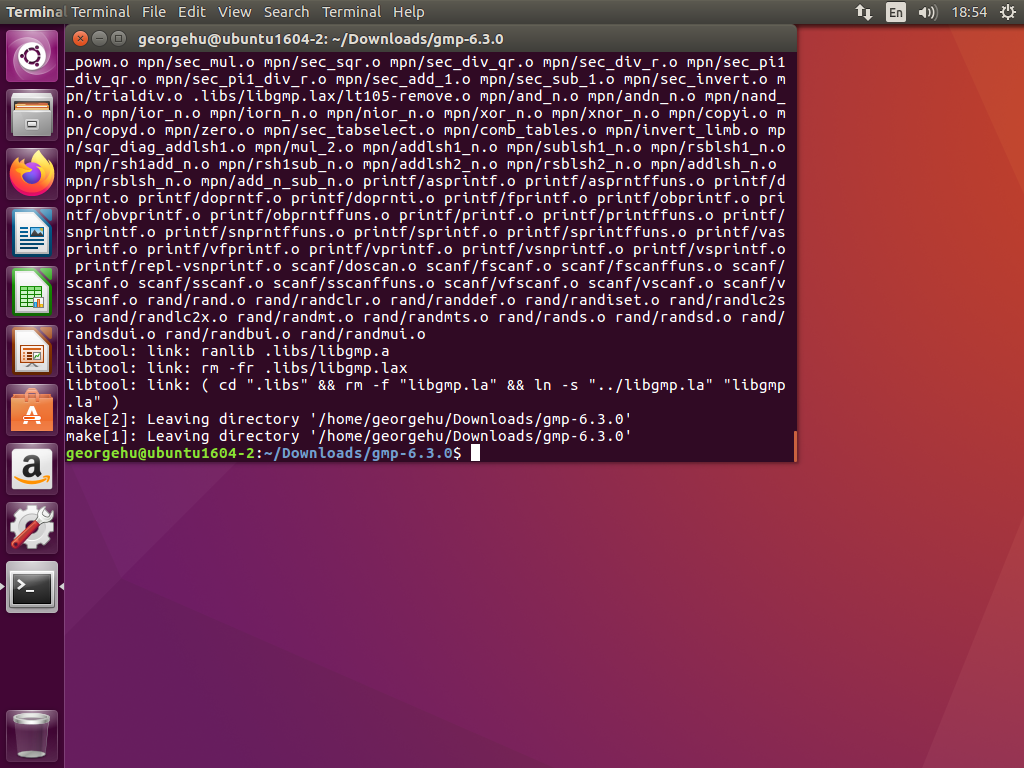 Terminal Terminal File Edit View Search Terminal Help En 18:54
georgehu@ubuntu1604-2: ~/Downloads/gmp-6.3.0
_powm.o mpn/sec_mul.o mpn/sec_sqr.o mpn/sec_div_qr.o mpn/sec_div_r.o mpn/sec_pi1
_div_qr.o mpn/sec_pi1_div_r.o mpn/sec_add_1.o mpn/sec_sub_1.o mpn/sec_invert.o m
pn/trialdiv.o .libs/libgmp.lax/lt105-remove.o mpn/and_n.o mpn/andn_n.o mpn/nand_
n.o mpn/ior_n.o mpn/iorn_n.o mpn/nior_n.o mpn/xor_n.o mpn/xnor_n.o mpn/copyi.o m
pn/copyd.o mpn/zero.o mpn/sec_tabselect.o mpn/comb_tables.o mpn/invert_limb.o mp
n/sqr_diag_addlsh1.o mpn/mul_2.o mpn/addlsh1_n.o mpn/sublsh1_n.o mpn/rsblsh1_n.o
 mpn/rsh1add_n.o mpn/rsh1sub_n.o mpn/addlsh2_n.o mpn/rsblsh2_n.o mpn/addlsh_n.o 
mpn/rsblsh_n.o mpn/add_n_sub_n.o printf/asprintf.o printf/asprntffuns.o printf/d
oprnt.o printf/doprntf.o printf/doprnti.o printf/fprintf.o printf/obprintf.o pri
ntf/obvprintf.o printf/obprntffuns.o printf/printf.o printf/printffuns.o printf/
snprintf.o printf/snprntffuns.o printf/sprintf.o printf/sprintffuns.o printf/vas
printf.o printf/vfprintf.o printf/vprintf.o printf/vsnprintf.o printf/vsprintf.o
 printf/repl-vsnprintf.o scanf/doscan.o scanf/fscanf.o scanf/fscanffuns.o scanf/
scanf.o scanf/sscanf.o scanf/sscanffuns.o scanf/vfscanf.o scanf/vscanf.o scanf/v
sscanf.o rand/rand.o rand/randclr.o rand/randdef.o rand/randiset.o rand/randlc2s
.o rand/randlc2x.o rand/randmt.o rand/randmts.o rand/rands.o rand/randsd.o rand/
randsdui.o rand/randbui.o rand/randmui.o
libtool: link: ranlib .libs/libgmp.a
libtool: link: rm -fr .libs/libgmp.lax
libtool: link: ( cd ".libs" && rm -f "libgmp.la" && ln -s "../libgmp.la" "libgmp
.la" )
make[2]: Leaving directory '/home/georgehu/Downloads/gmp-6.3.0'
make[1]: Leaving directory '/home/georgehu/Downloads/gmp-6.3.0'
georgehu@ubuntu1604-2:~/Downloads/gmp-6.3.0$